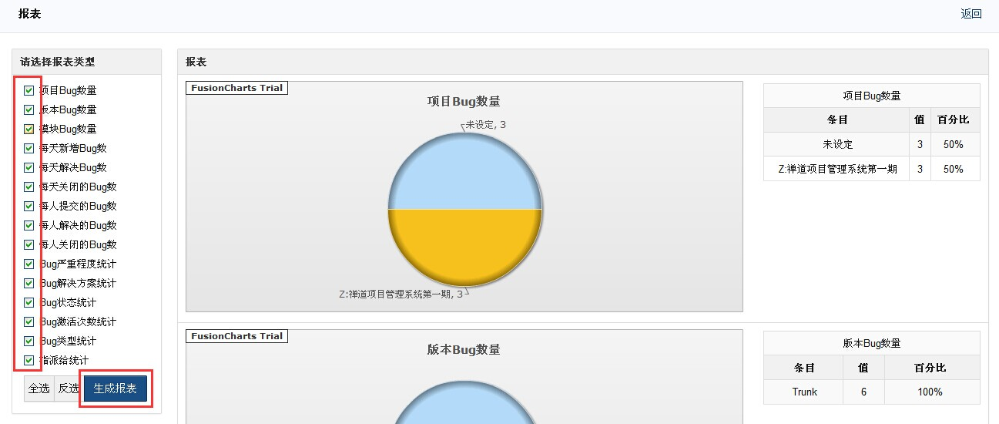 报表
返回
请选择报表类型
项目Bug数量
版本Bug数量
模块Bug数量
每天新增Bug数
每天解决Bug数
每天关闭的Bug数
每人提交的Bug数
每人解决的Bug数
每人关闭的Bug数
Bug严重程度统计
Bug解决方案统计
Bug状态统计
Bug激活次数统计
Bug类型统计
指派给统计
全选 反选 生成报表
报表
FusionCharts Trial
项目Bug数量
未设定, 3
Z:禅道项目管理系统第一期, 3
项目Bug数量
条目 值 百分比
未设定 3 50%
Z:禅道项目管理系统第一期 3 50%
FusionCharts Trial
版本Bug数量
版本Bug数量
条目 值 百分比
Trunk 6 100%